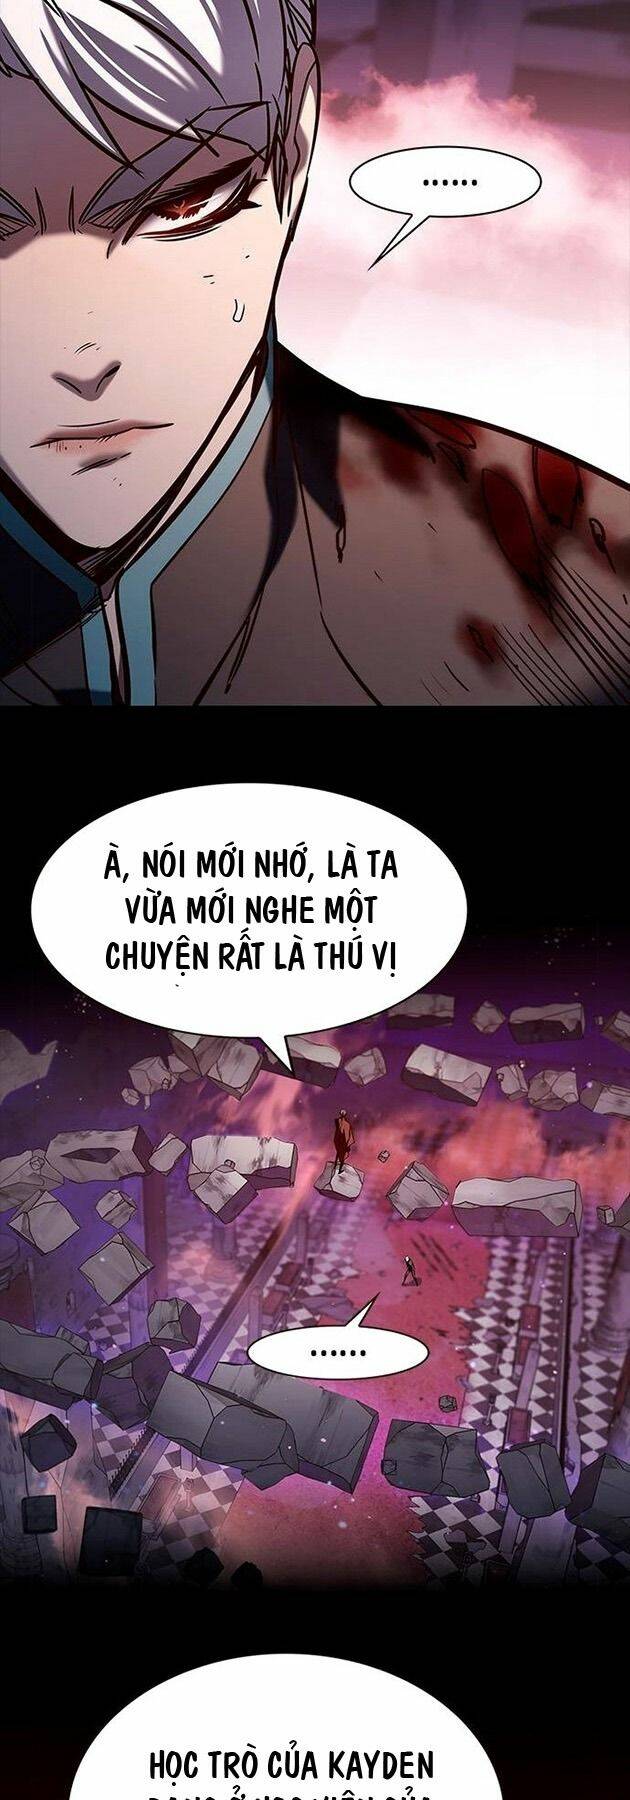 ......
À, NÓI MỚI NHỚ, LÀ TA
VỪA MỚI NGHE MỘT
CHUYỆN RẤT LÀ THÚ VỊ
......
HỌC TRÒ CỦA KAYDEN